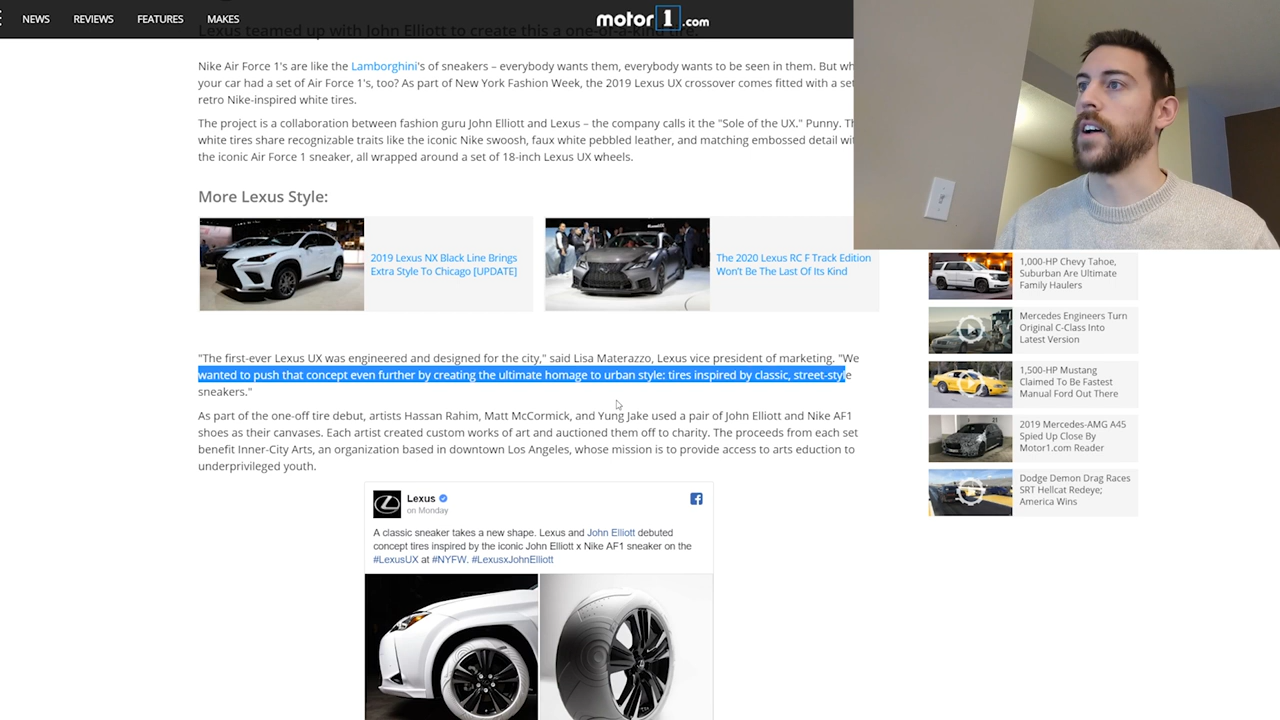 NEWS REVIEWS FEATURES MAKES
motor1.com
Lexus teamed up with John Elliott to create this a one-of-a-kind tire.
Nike Air Force 1's are like the Lamborghini's of sneakers – everybody wants them, everybody wants to be seen in them. But
your car had a set of Air Force 1's, too? As part of New York Fashion Week, the 2019 Lexus UX crossover comes fitted with a
retro Nike-inspired white tires.
The project is a collaboration between fashion guru John Elliott and Lexus – the company calls it the "Sole of the UX." Punny.
white tires share recognizable traits like the iconic Nike swoosh, faux white pebbled leather, and matching embossed detail
the iconic Air Force 1 sneaker, all wrapped around a set of 18-inch Lexus UX wheels.
More Lexus Style:
2019 Lexus NX Black Line Brings
Extra Style To Chicago [UPDATE]
The 2020 Lexus RC F Track Edition
Won't Be The Last Of Its Kind
"The first-ever Lexus UX was engineered and designed for the city," said Lisa Materazzo, Lexus vice president of marketing. "We
wanted to push that concept even further by creating the ultimate homage to urban style: tires inspired by classic, street-style
sneakers."
As part of the one-off tire debut, artists Hassan Rahim, Matt McCormick, and Yung Jake used a pair of John Elliott and Nike AF1
shoes as their canvases. Each artist created custom works of art and auctioned them off to charity. The proceeds from each set
benefit Inner-City Arts, an organization based in downtown Los Angeles, whose mission is to provide access to arts eduction to
underprivileged youth.
Lexus
on Monday
A classic sneaker takes a new shape. Lexus and John Elliott debuted
concept tires inspired by the iconic John Elliott x Nike AF1 sneaker on the
#LexusUX at #NYFW. #LexusxJohnElliott
1,000-HP Chevy Tahoe,
Suburban Are Ultimate
Family Haulers
Mercedes Engineers Turn
Original C-Class Into
Latest Version
1,500-HP Mustang
Claimed To Be Fastest
Manual Ford Out There
2019 Mercedes-AMG A45
Spied Up Close By
Motor1.com Reader
Dodge Demon Drag Races
SRT Hellcat Redeye;
America Wins